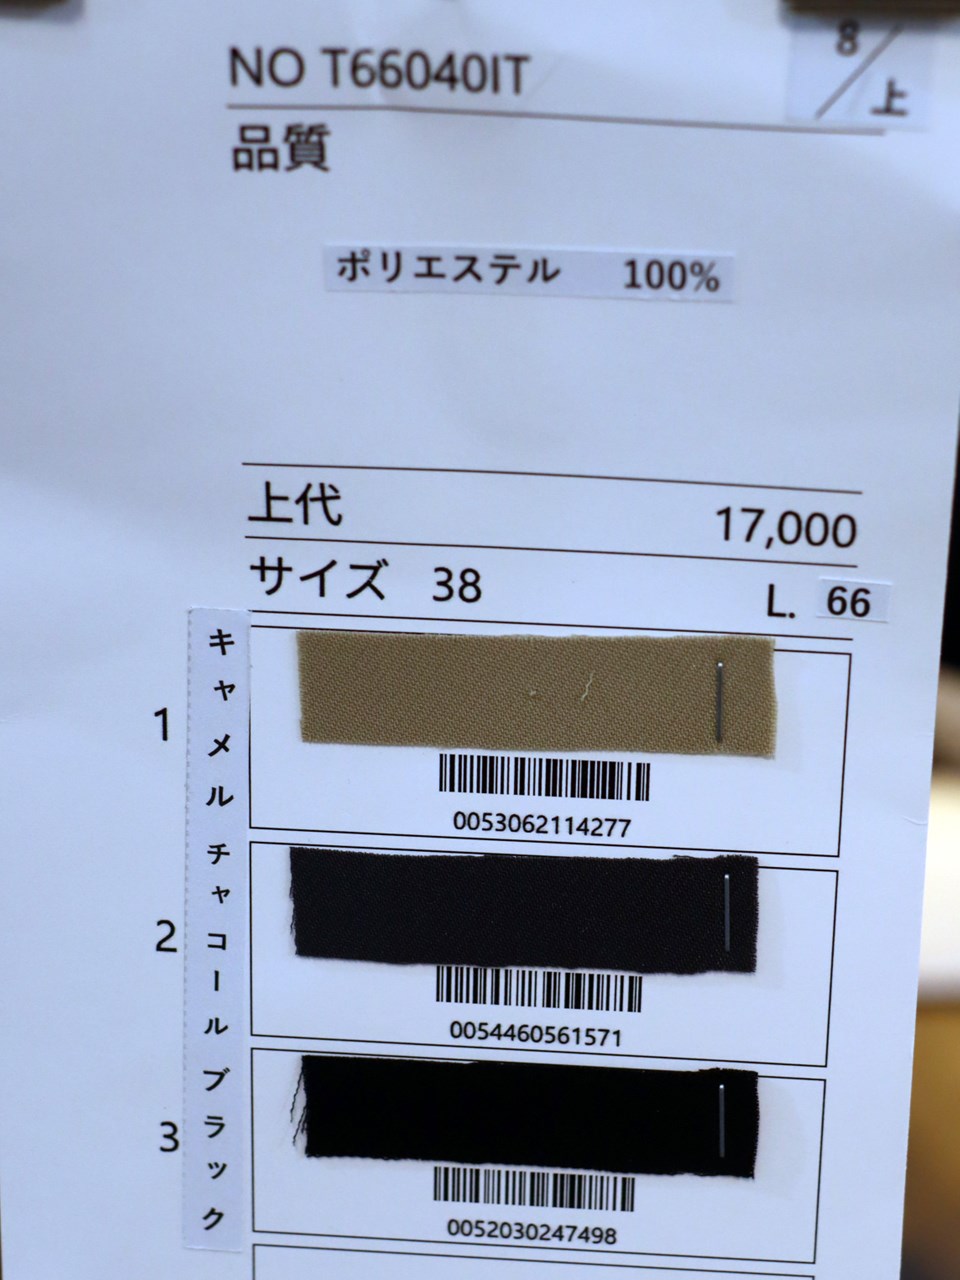 NO T66040IT
8/上
品質
ポリエステル 100%
上代 17,000
サイズ 38 L. 66
1 キャメル
0053062114277
2 チャコール
0054460561571
3 ブラック
0052030247498